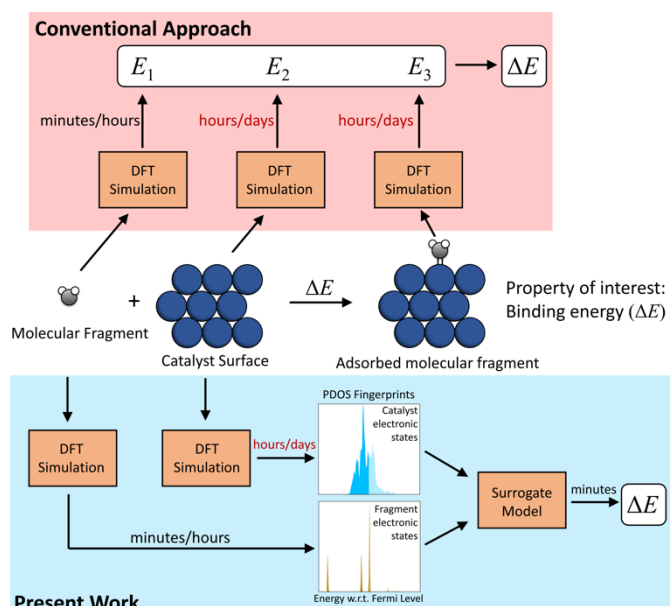 Conventional Approach
E1 E2 E3 ΔE
minutes/hours hours/days hours/days
DFT
Simulation
DFT
Simulation
DFT
Simulation
+ ΔE
Property of interest:
Binding energy (ΔE)
Molecular Fragment
Catalyst Surface
Adsorbed molecular fragment
PDOS Fingerprints
DFT
Simulation
DFT
Simulation
hours/days
Catalyst
electronic
states
Surrogate
Model
minutes
ΔE
minutes/hours
Fragment
electronic
states
Energy w.r.t. Fermi Level
Present Work